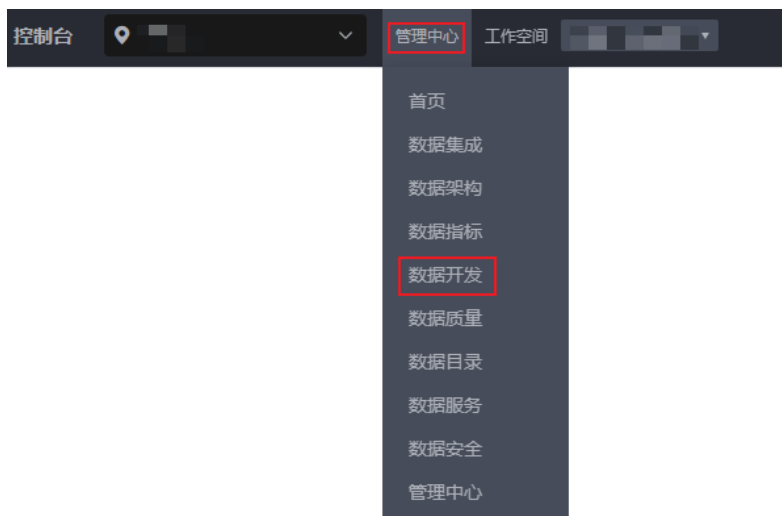 控制台 管理中心 工作空间
首页
数据集成
数据架构
数据指标
数据开发
数据质量
数据目录
数据服务
数据安全
管理中心